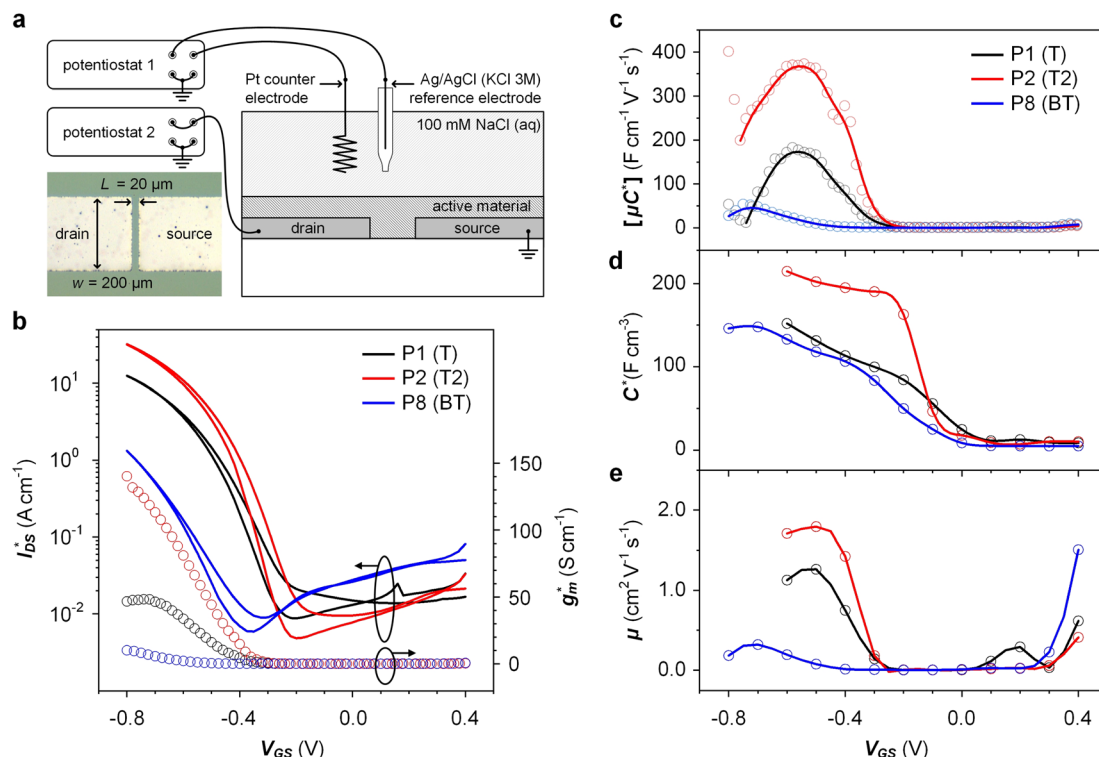 a
potentiostat 1
potentiostat 2
Pt counter
electrode
Ag/AgCl (KCl 3M)
reference electrode
100 mM NaCl (aq)
active material
drain
source
L = 20 μm
drain
source
w = 200 μm
b
P1 (T)
P2 (T2)
P8 (BT)
10¹
10⁰
10⁻¹
10⁻²
I*DS (A cm⁻¹)
150
100
50
0
g*m (S cm⁻¹)
-0.8
-0.4
0.0
0.4
VGS (V)
c
P1 (T)
P2 (T2)
P8 (BT)
400
300
200
100
0
[μC*] (F cm⁻¹ V⁻¹ s⁻¹)
d
200
100
0
C*(F cm⁻³)
e
2.0
1.0
0.0
μ (cm² V⁻¹ s⁻¹)
-0.8
-0.4
0.0
0.4
VGS (V)